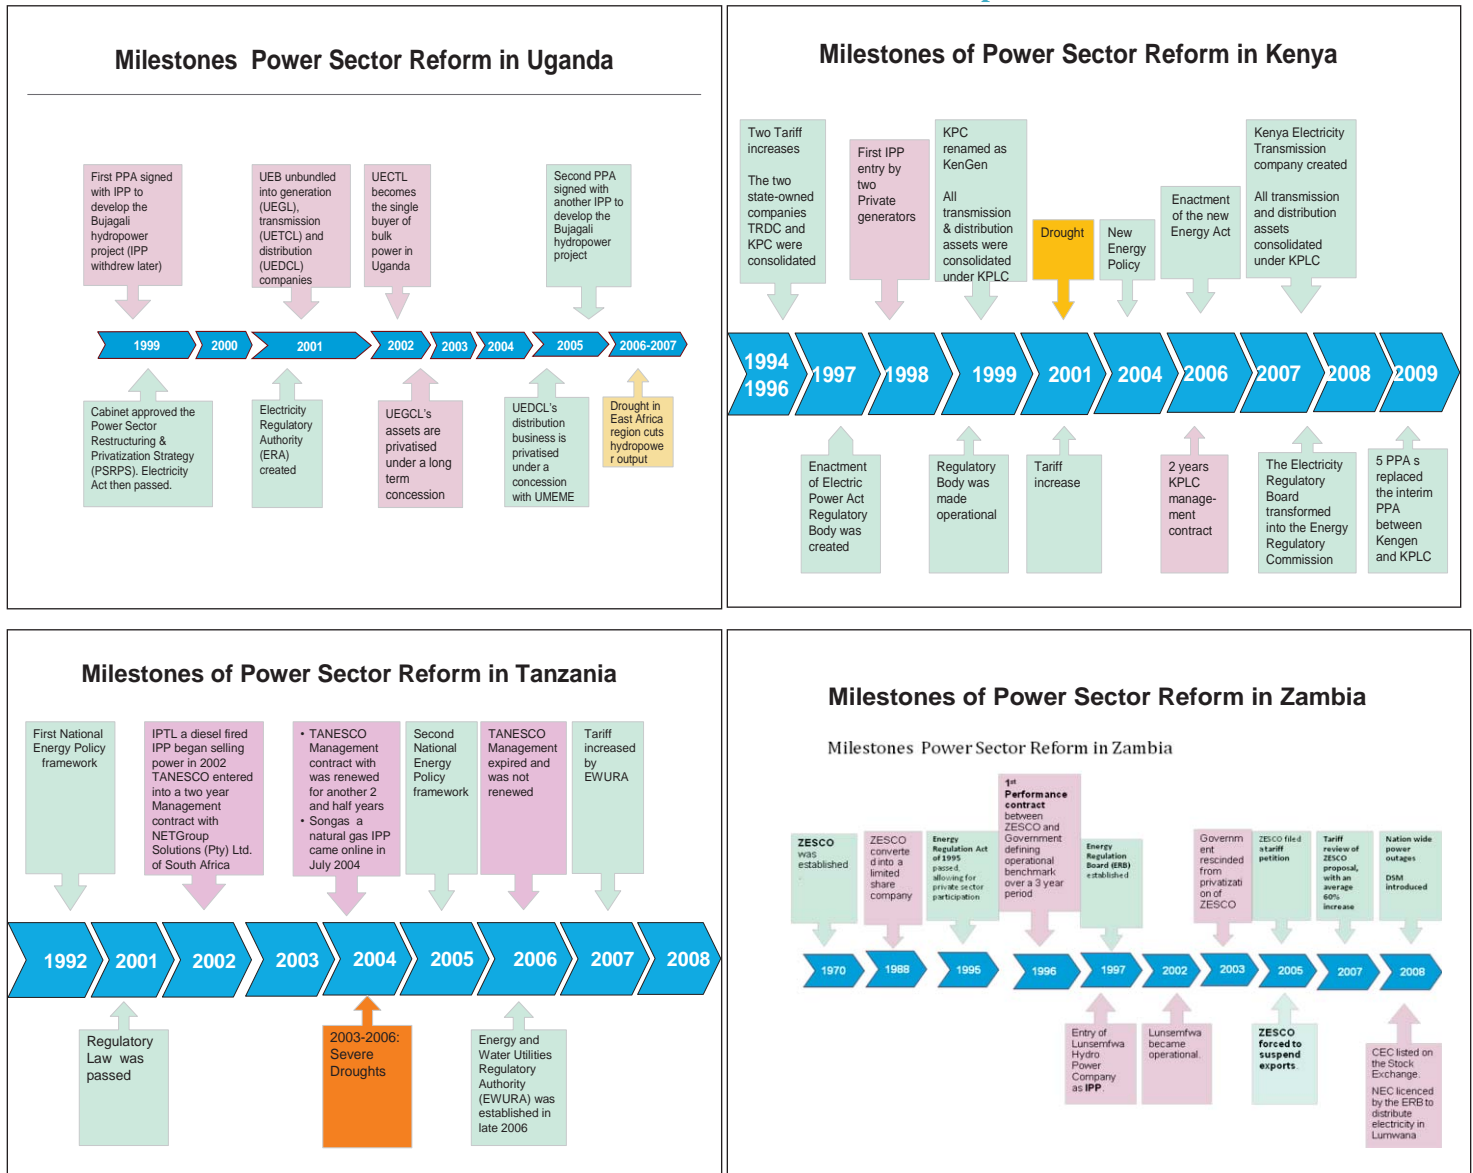 Milestones Power Sector Reform in Uganda
First PPA signed
with IPP to
develop the
Bujagali
hydropower
project (IPP
withdrew later)
UEB unbundled
into generation
(UEGL),
transmission
(UETCL) and
distribution
(UEDCL)
companies
UECTL
becomes
the single
buyer of
bulk
power in
Uganda
Second PPA
signed with
another IPP to
develop the
Bujagali
hydropower
project
1999
2000
2001
2002
2003
2004
2005
2006-2007
Cabinet approved the
Power Sector
Restructuring &
Privatization Strategy
(PSRPS). Electricity
Act then passed.
Electricity
Regulatory
Authority
(ERA)
created
UEGCL's
assets are
privatised
under a long
term
concession
UEDCL's
distribution
business is
privatised
under a
concession
with UMEME
Drought in
East Africa
region cuts
hydropowe
r output
Milestones of Power Sector Reform in Kenya
Two Tariff
increases
The two
state-owned
companies
TRDC and
KPC were
consolidated
First IPP
entry by
two
Private
generators
KPC
renamed as
KenGen
All
transmission
& distribution
assets were
consolidated
under KPLC
Drought
New
Energy
Policy
Enactment
of the new
Energy Act
Kenya Electricity
Transmission
company created
All transmission
and distribution
assets
consolidated
under KPLC
1994
1996
1997
1998
1999
2001
2004
2006
2007
2008
2009
Enactment
of Electric
Power Act
Regulatory
Body was
created
Regulatory
Body was
made
operational
Tariff
increase
2 years
KPLC
manage-
ment
contract
The Electricity
Regulatory
Board
transformed
into the Energy
Regulatory
Commission
5 PPA s
replaced
the interim
PPA
between
Kengen
and KPLC
Milestones of Power Sector Reform in Tanzania
First National
Energy Policy
framework
IPTL a diesel fired
IPP began selling
power in 2002
TANESCO entered
into a two year
Management
contract with
NETGroup
Solutions (Pty) Ltd.
of South Africa
• TANESCO
Management
contract with
was renewed
for another 2
and half years
• Songas a
natural gas IPP
came online in
July 2004
Second
National
Energy
Policy
framework
TANESCO
Management
expired and
was not
renewed
Tariff
increased
by
EWURA
1992
2001
2002
2003
2004
2005
2006
2007
2008
Regulatory
Law was
passed
2003-2006:
Severe
Droughts
Energy and
Water Utilities
Regulatory
Authority
(EWURA) was
established in
late 2006
Milestones of Power Sector Reform in Zambia
Milestones Power Sector Reform in Zambia
ZESCO
was
established
.
ZESCO
converte
d into a
limited
share
company
Energy
Regulation Act
of 1995
passed,
allowing for
private sector
participation
1st
Performance
contract
between
ZESCO and
Government
defining
operational
benchmark
over a 3 year
period
Energy
Regulation
Board (ERB)
established
Governm
ent
rescinded
from
privatizati
on of
ZESCO
ZESCO filed
a tariff
petition
Tariff
review of
ZESCO
proposal,
with an
average
60%
increase
Nation wide
power
outages
DSM
introduced
1970
1988
1995
1996
1997
2002
2003
2005
2007
2008
Entry of
Lunsemfwa
Hydro
Power
Company
as IPP.
Lunsemfwa
became
operational.
ZESCO
forced to
suspend
exports.
CEC listed on
the Stock
Exchange.
NEC licenced
by the ERB to
distribute
electricity in
Lumwana